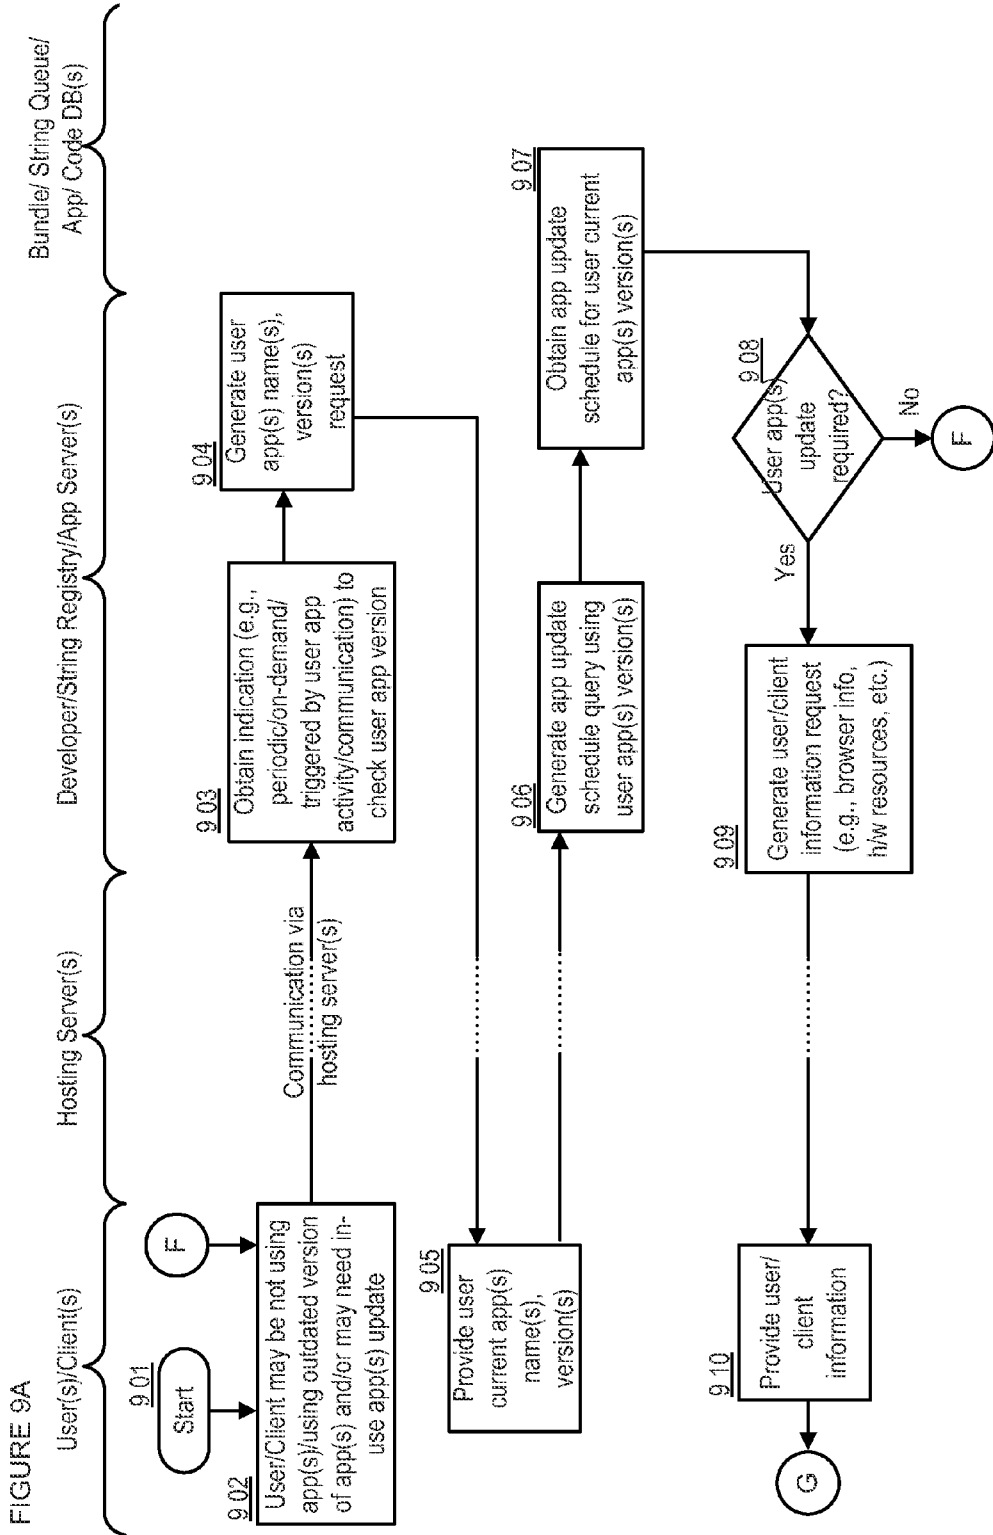 FIGURE 9A
User(s)/Client(s)
Hosting Server(s)
Developer/String Registry/App Server(s)
Bundle/ String Queue/
App/ Code DB(s)
9 01
Start
F
9 02
User/Client may be not using
app(s)/using outdated version
of app(s) and/or may need in-
use app(s) update
Communication via
hosting server(s)
9 03
Obtain indication (e.g.,
periodic/on-demand/
triggered by user app
activity/communication) to
check user app version
9 04
Generate user
app(s) name(s),
version(s)
request
9 05
Provide user
current app(s)
name(s),
version(s)
9 06
Generate app update
schedule query using
user app(s) version(s)
9 07
Obtain app update
schedule for user current
app(s) version(s)
9 08
User app(s)
update
required?
No
F
Yes
9 09
Generate user/client
information request
(e.g., browser info,
h/w resources, etc.)
9 10
Provide user/
client
information
G